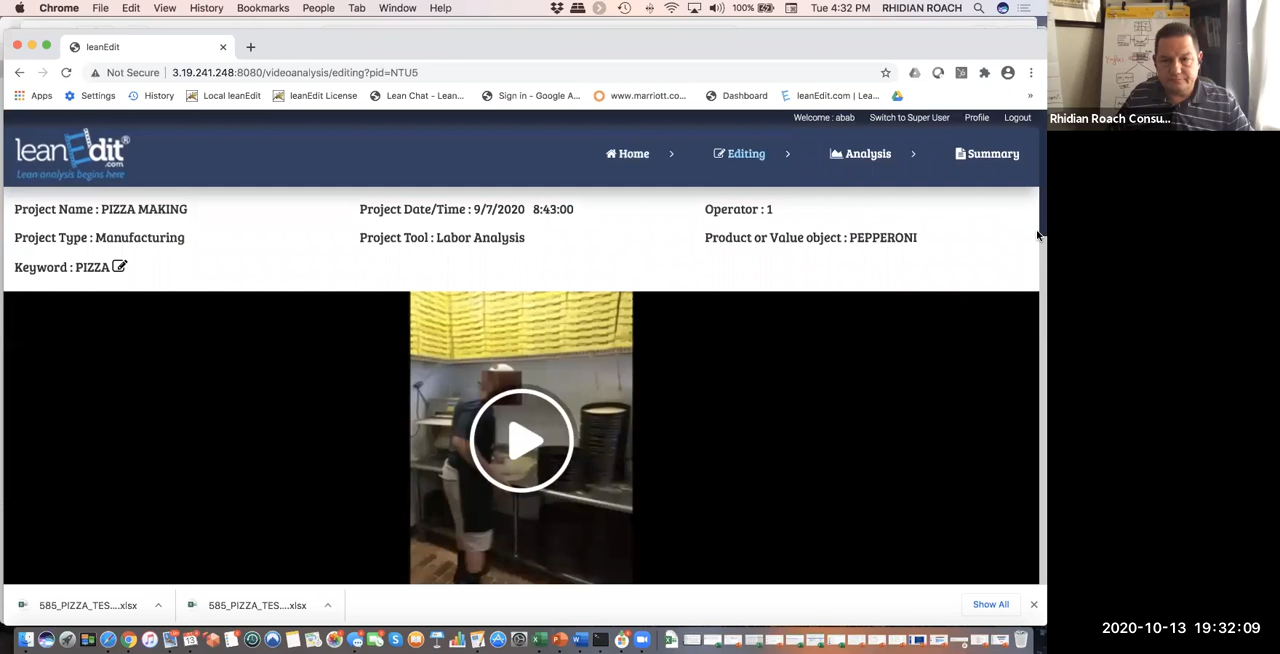 Chrome File Edit View History Bookmarks People Tab Window Help 100% Tue 4:32 PM RHIDIAN ROACH
leanEdit
Not Secure 3.19.241.248:8080/videoanalysis/editing?pid=NTU5
Apps Settings History Local leanEdit leanEdit License Lean Chat - Lean... Sign in - Google A... www.marriott.co... Dashboard leanEdit.com | Lea... »
Rhidian Roach Consu...
Welcome : abab Switch to Super User Profile Logout
leanEdit®
.com
Lean analysis begins here
Home > Editing > Analysis > Summary
Project Name : PIZZA MAKING Project Date/Time : 9/7/2020 8:43:00 Operator : 1
Project Type : Manufacturing Project Tool : Labor Analysis Product or Value object : PEPPERONI
Keyword : PIZZA
585_PIZZA_TES....xlsx 585_PIZZA_TES....xlsx Show All
2020-10-13 19:32:09